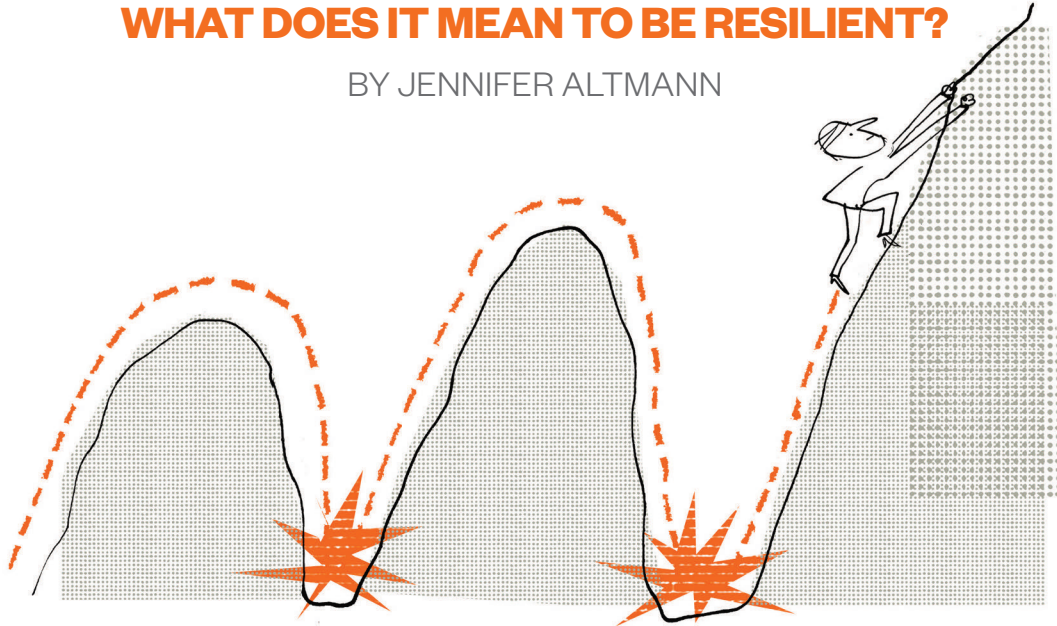 WHAT DOES IT MEAN TO BE RESILIENT?
BY JENNIFER ALTMANN